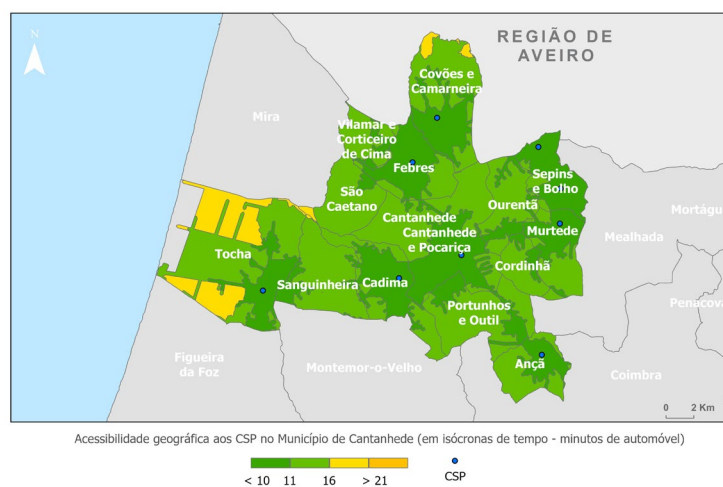 N
REGIÃO DE
AVEIRO
Covões e
Camarneira
Mira
Vilamar e
Corticeiro
de Cima
Febres
Sepins
e Bolho
São
Caetano
Ourentã
Mortágu
Cantanhede
Cantanhede
e Pocariça
Murtede
Mealhada
Tocha
Cordinhã
Sanguinheira
Cadima
Penacova
Portunhos
e Outil
Figueira
da Foz
Montemor-o-Velho
Ançã
Coimbra
0 2 Km
Acessibilidade geográfica aos CSP no Município de Cantanhede (em isócronas de tempo - minutos de automóvel)
< 10 11 16 > 21
CSP